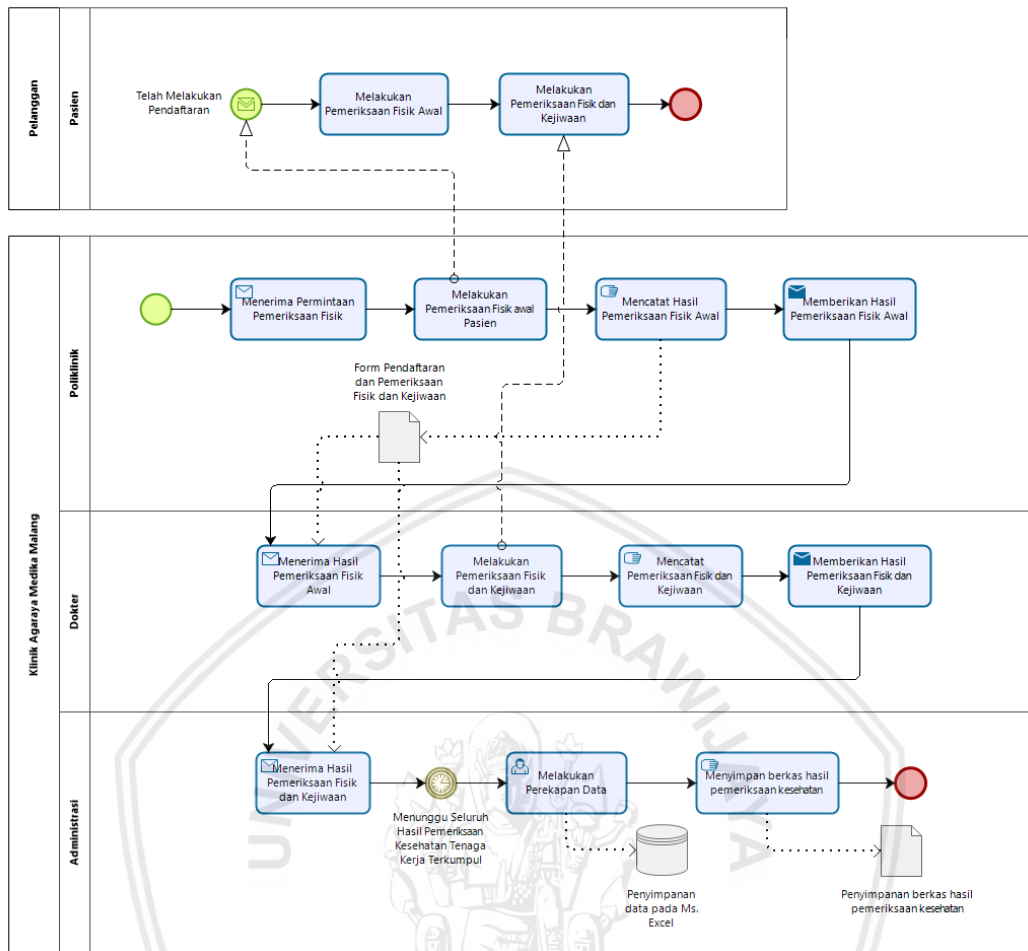 Pelanggan
Pasien
Telah Melakukan
Pendaftaran
Melakukan
Pemeriksaan Fisik Awal
Melakukan
Pemeriksaan Fisik dan
Kejiwaan
Klinik Agaraya Medika Malang
Poliklinik
Menerima Permintaan
Pemeriksaan Fisik
Melakukan
Pemeriksaan Fisik awal
Pasien
Mencatat Hasil
Pemeriksaan Fisik Awal
Memberikan Hasil
Pemeriksaan Fisik Awal
Form Pendaftaran
dan Pemeriksaan
Fisik dan Kejiwaan
Dokter
Menerima Hasil
Pemeriksaan Fisik
Awal
Melakukan
Pemeriksaan Fisik
dan Kejiwaan
Mencatat
Pemeriksaan Fisik dan
Kejiwaan
Memberikan Hasil
Pemeriksaan Fisik dan
Kejiwaan
Administrasi
Menerima Hasil
Pemeriksaan Fisik
dan Kejiwaan
Menunggu Seluruh
Hasil Pemeriksaan
Kesehatan Tenaga
Kerja Terkumpul
Melakukan
Perekapan Data
Menyimpan berkas hasil
pemeriksaan kesehatan
Penyimpanan
data pada Ms.
Excel
Penyimpanan berkas hasil
pemeriksaan kesehatan
UNIVERSITAS BRAWIJAYA